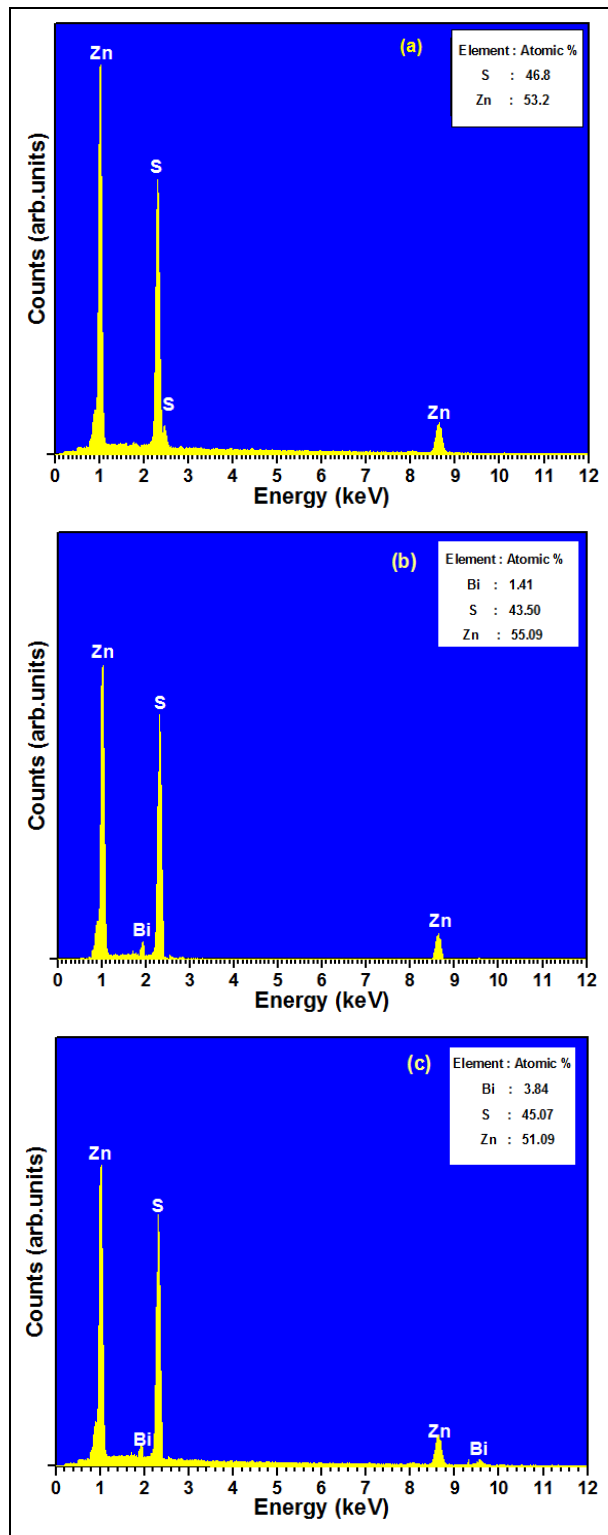 (a)
Element : Atomic %
S : 46.8
Zn : 53.2
Zn
S
S
Zn
Counts (arb.units)
0 1 2 3 4 5 6 7 8 9 10 11 12
Energy (keV)
(b)
Element : Atomic %
Bi : 1.41
S : 43.50
Zn : 55.09
Zn
S
Bi
Zn
Counts (arb.units)
0 1 2 3 4 5 6 7 8 9 10 11 12
Energy (keV)
(c)
Element : Atomic %
Bi : 3.84
S : 45.07
Zn : 51.09
Zn
S
Bi
Zn
Bi
Counts (arb.units)
0 1 2 3 4 5 6 7 8 9 10 11 12
Energy (keV)